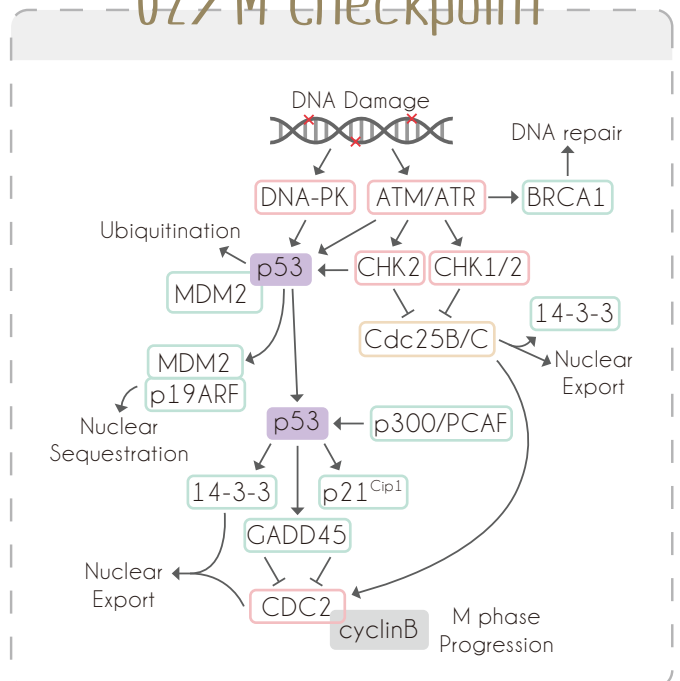 G2/M Checkpoint
DNA Damage
DNA repair
DNA-PK
ATM/ATR
BRCA1
Ubiquitination
p53
CHK2
CHK1/2
MDM2
14-3-3
Cdc25B/C
MDM2
Nuclear
Export
p19ARF
Nuclear
Sequestration
p53
p300/PCAF
14-3-3
p21Cip1
GADD45
Nuclear
Export
CDC2
cyclinB
M phase
Progression